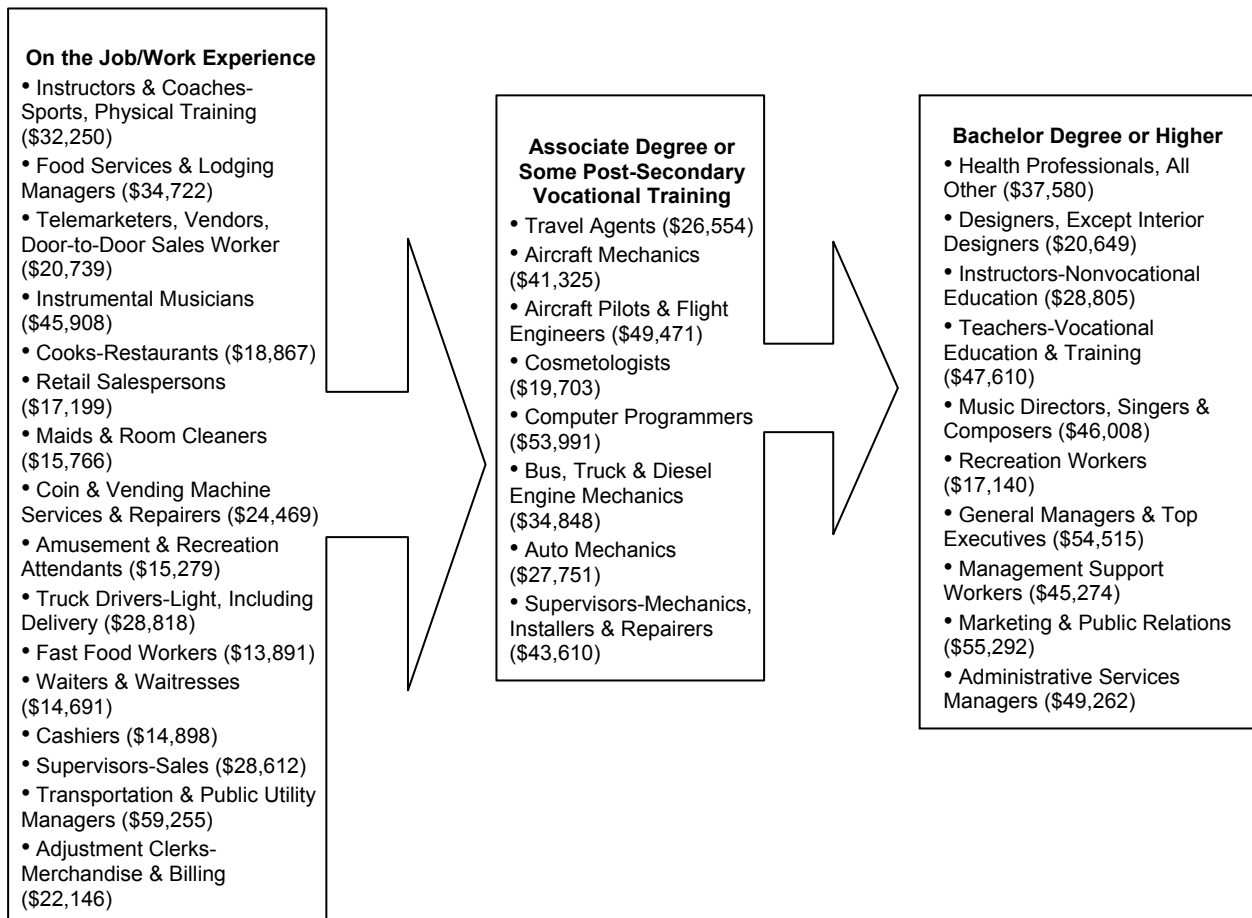 On the Job/Work Experience
• Instructors & Coaches-
Sports, Physical Training
($32,250)
• Food Services & Lodging
Managers ($34,722)
• Telemarketers, Vendors,
Door-to-Door Sales Worker
($20,739)
• Instrumental Musicians
($45,908)
• Cooks-Restaurants ($18,867)
• Retail Salespersons
($17,199)
• Maids & Room Cleaners
($15,766)
• Coin & Vending Machine
Services & Repairers ($24,469)
• Amusement & Recreation
Attendants ($15,279)
• Truck Drivers-Light, Including
Delivery ($28,818)
• Fast Food Workers ($13,891)
• Waiters & Waitresses
($14,691)
• Cashiers ($14,898)
• Supervisors-Sales ($28,612)
• Transportation & Public Utility
Managers ($59,255)
• Adjustment Clerks-
Merchandise & Billing
($22,146)
Associate Degree or
Some Post-Secondary
Vocational Training
• Travel Agents ($26,554)
• Aircraft Mechanics
($41,325)
• Aircraft Pilots & Flight
Engineers ($49,471)
• Cosmetologists
($19,703)
• Computer Programmers
($53,991)
• Bus, Truck & Diesel
Engine Mechanics
($34,848)
• Auto Mechanics
($27,751)
• Supervisors-Mechanics,
Installers & Repairers
($43,610)
Bachelor Degree or Higher
• Health Professionals, All
Other ($37,580)
• Designers, Except Interior
Designers ($20,649)
• Instructors-Nonvocational
Education ($28,805)
• Teachers-Vocational
Education & Training
($47,610)
• Music Directors, Singers &
Composers ($46,008)
• Recreation Workers
($17,140)
• General Managers & Top
Executives ($54,515)
• Management Support
Workers ($45,274)
• Marketing & Public Relations
($55,292)
• Administrative Services
Managers ($49,262)